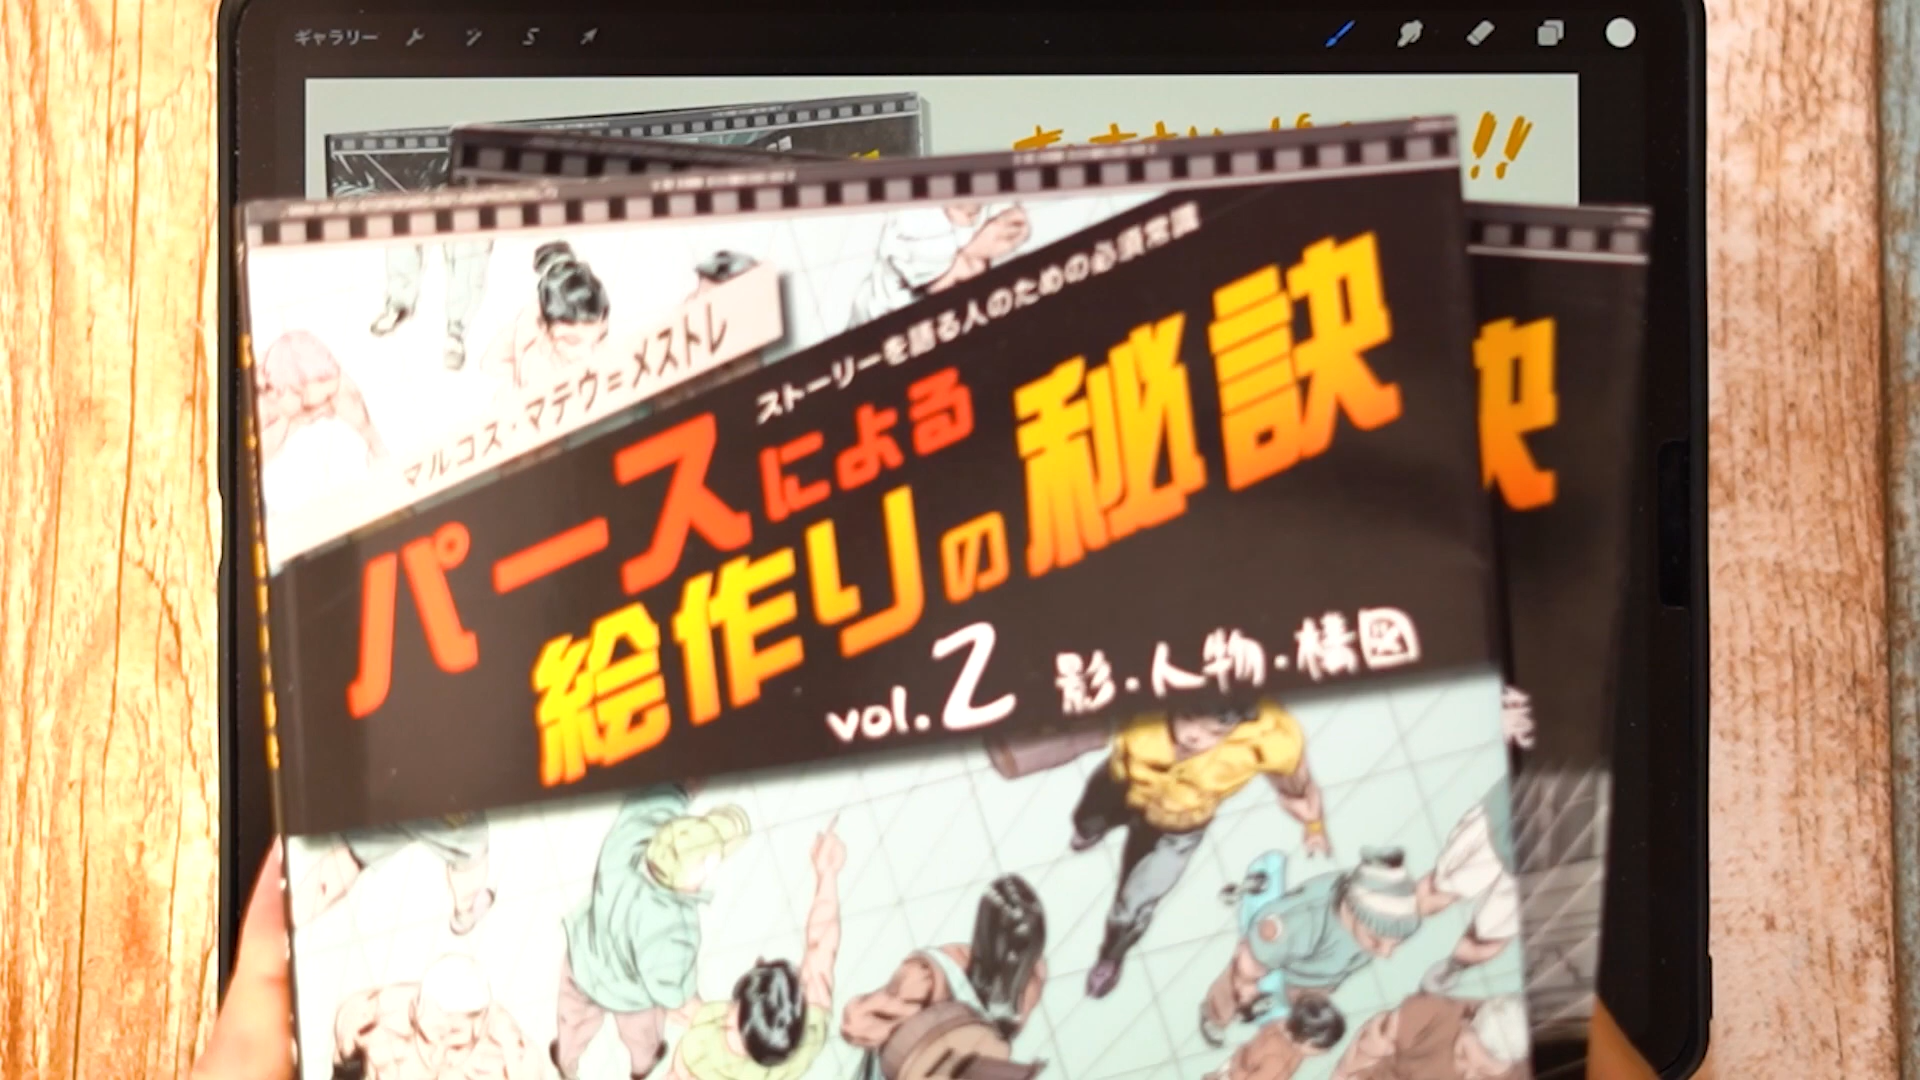 ギャラリー
!!
マルコス・マテウ=メストレ
ストーリーを語る人のための必須常識
パースによる
絵作りの秘訣
vol.2 影・人物・構図
訣